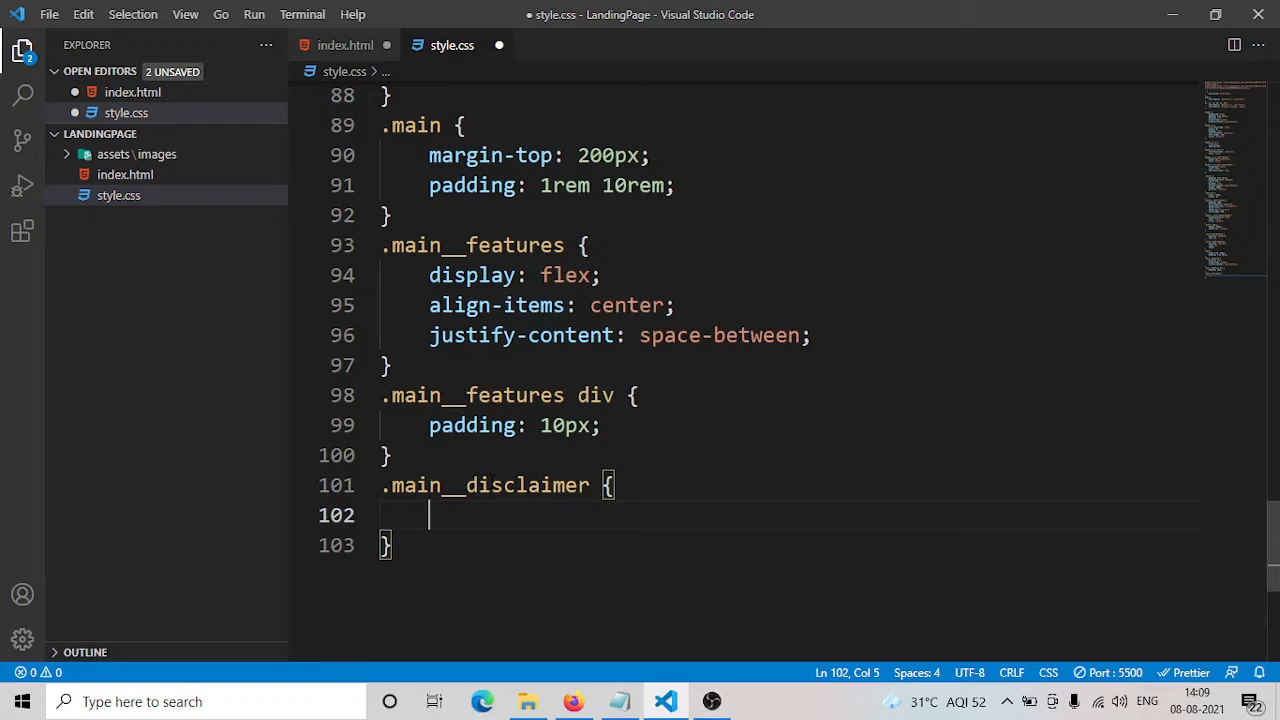 File Edit Selection View Go Run Terminal Help
● style.css - LandingPage - Visual Studio Code
EXPLORER
index.html
style.css
OPEN EDITORS 2 UNSAVED
style.css > ...
index.html
style.css
LANDINGPAGE
assets\images
index.html
style.css
OUTLINE
88 }
89 .main {
90 margin-top: 200px;
91 padding: 1rem 10rem;
92 }
93 .main__features {
94 display: flex;
95 align-items: center;
96 justify-content: space-between;
97 }
98 .main__features div {
99 padding: 10px;
100 }
101 .main__disclaimer {
102
103 }
2
0 0
Ln 102, Col 5 Spaces: 4 UTF-8 CRLF CSS Port : 5500 Prettier
Type here to search
31°C AQI 52 ENG
14:09
08-08-2021
22